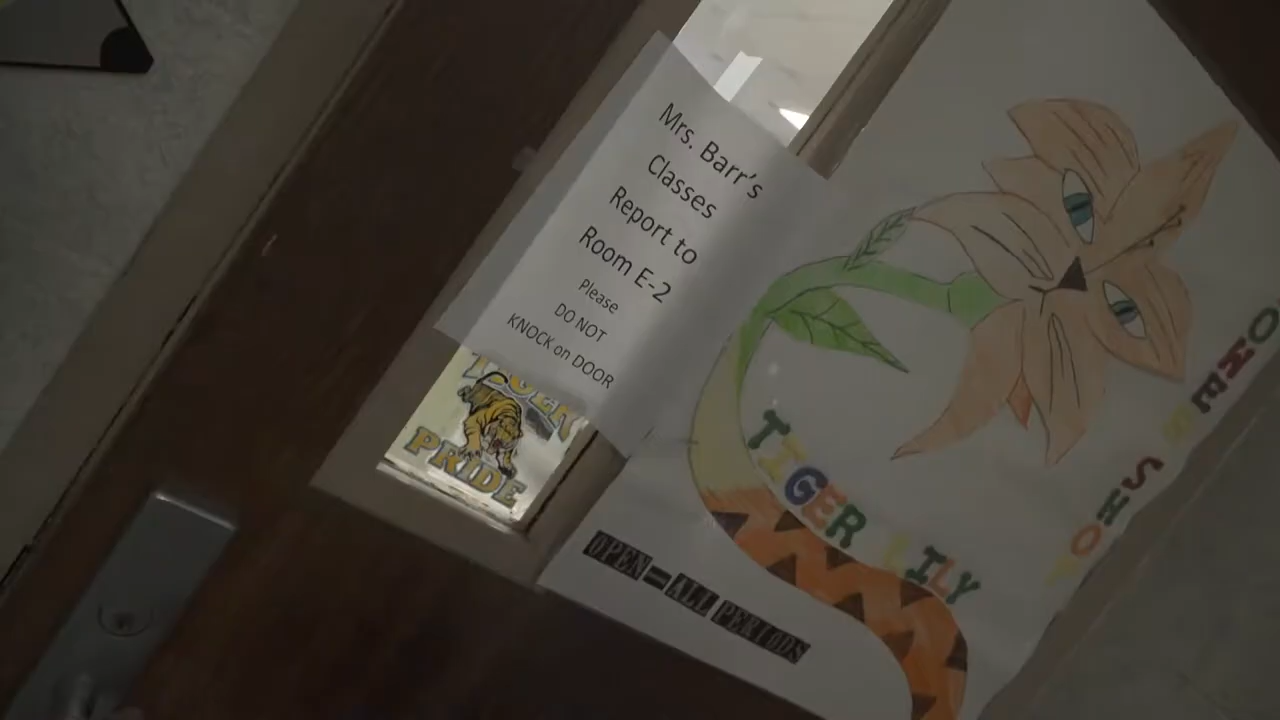 Mrs. Barr's
Classes
Report to
Room E-2
Please
DO NOT
KNOCK on DOOR
TIGER
PRIDE
TIGER LILY
OPEN - ALL PERIODS